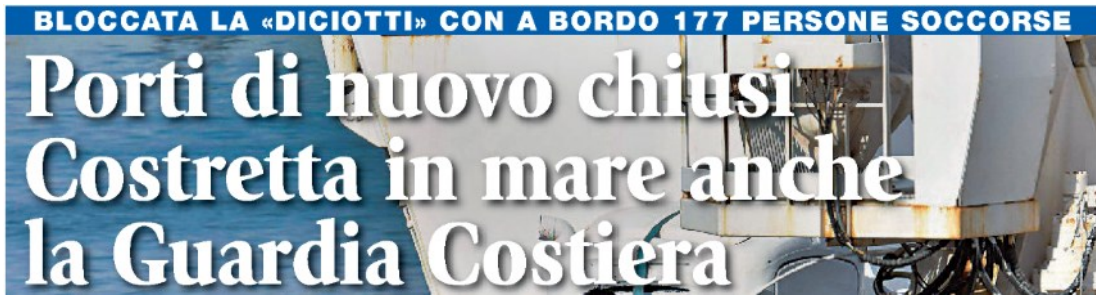 BLOCCATA LA «DICIOTTI» CON A BORDO 177 PERSONE SOCCORSE
Porti di nuovo chiusi
Costretta in mare anche
la Guardia Costiera